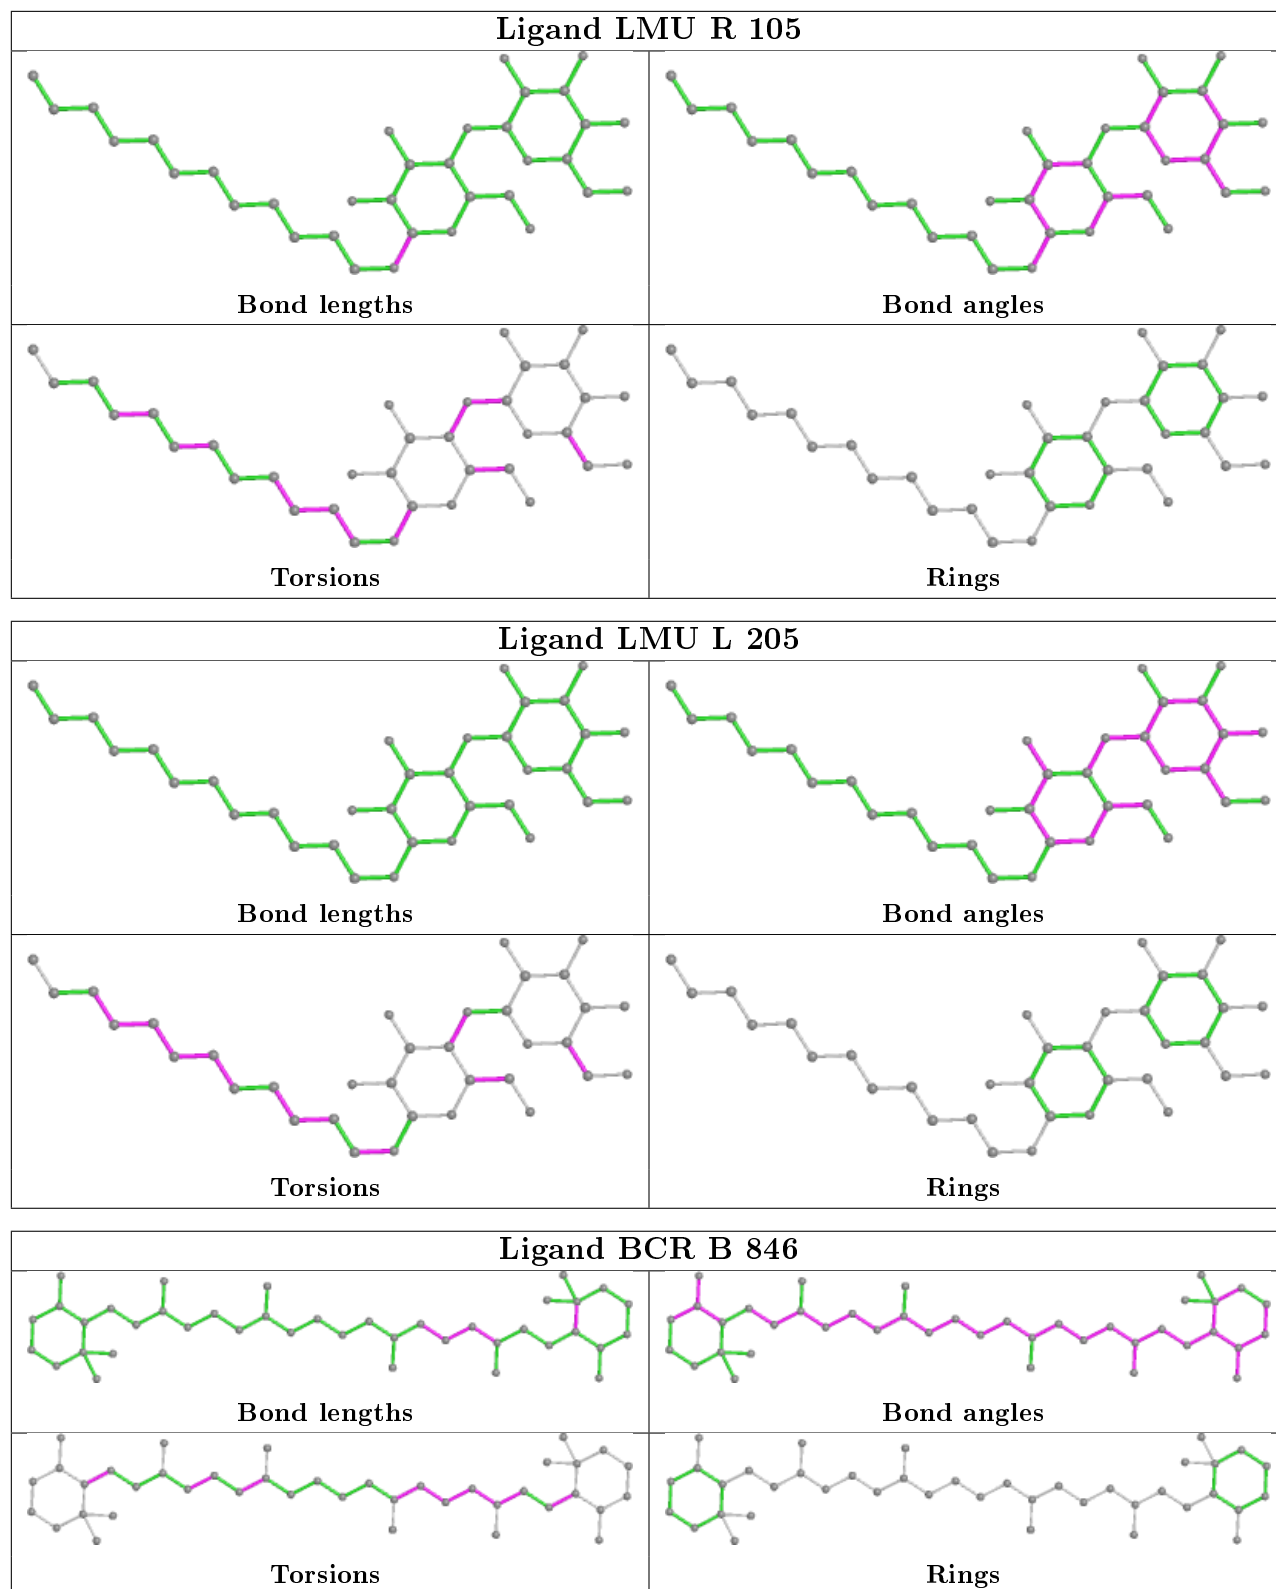 Ligand LMU R 105
Bond lengths
Bond angles
Torsions
Rings
Ligand LMU L 205
Bond lengths
Bond angles
Torsions
Rings
Ligand BCR B 846
Bond lengths
Bond angles
Torsions
Rings